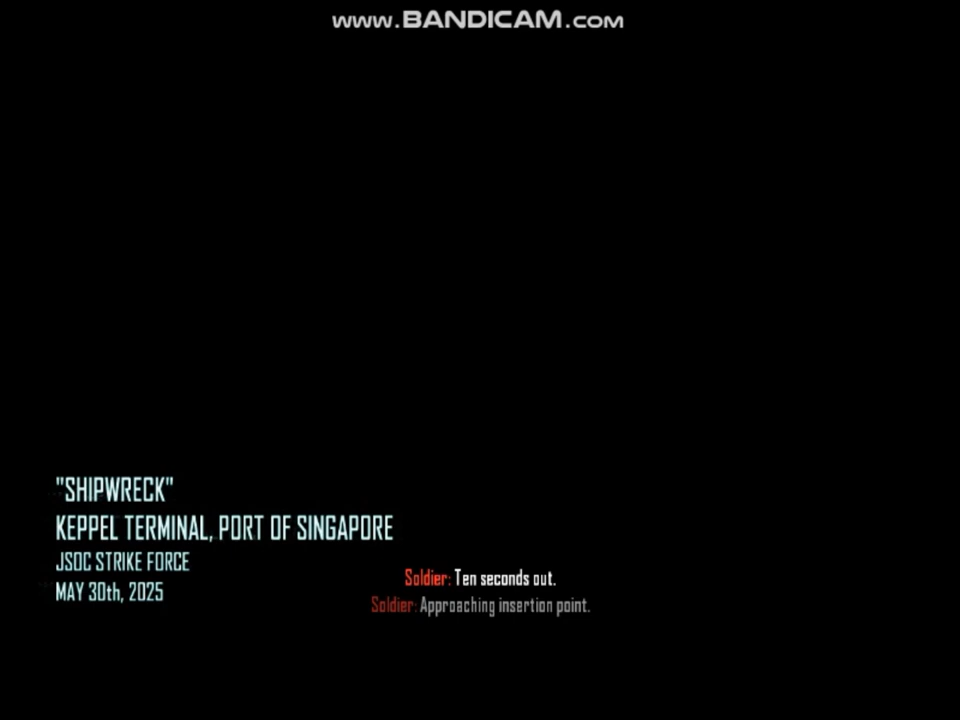 www.BANDICAM.com
"SHIPWRECK"
KEPPEL TERMINAL, PORT OF SINGAPORE
JSOC STRIKE FORCE
MAY 30th, 2025
Soldier: Ten seconds out.
Soldier: Approaching insertion point.